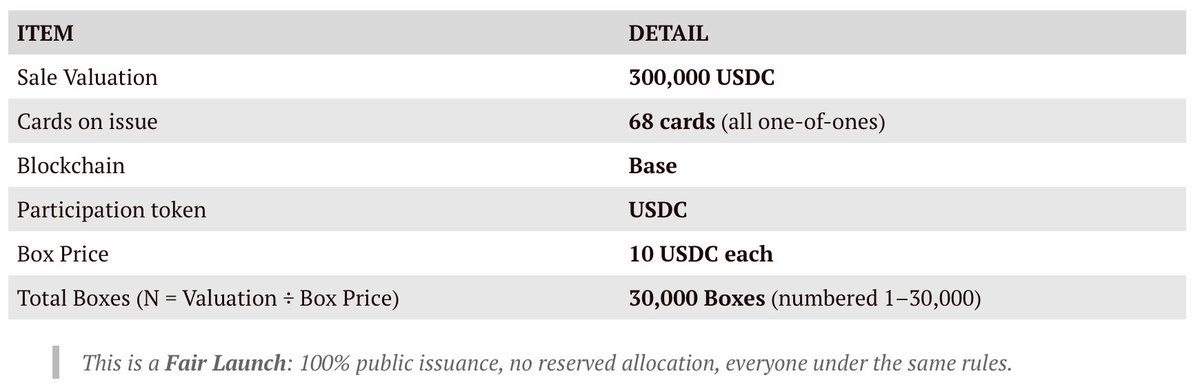 ITEM DETAIL
Sale Valuation 300,000 USDC
Cards on issue 68 cards (all one-of-ones)
Blockchain Base
Participation token USDC
Box Price 10 USDC each
Total Boxes (N = Valuation ÷ Box Price) 30,000 Boxes (numbered 1–30,000)
This is a Fair Launch: 100% public issuance, no reserved allocation, everyone under the same rules.